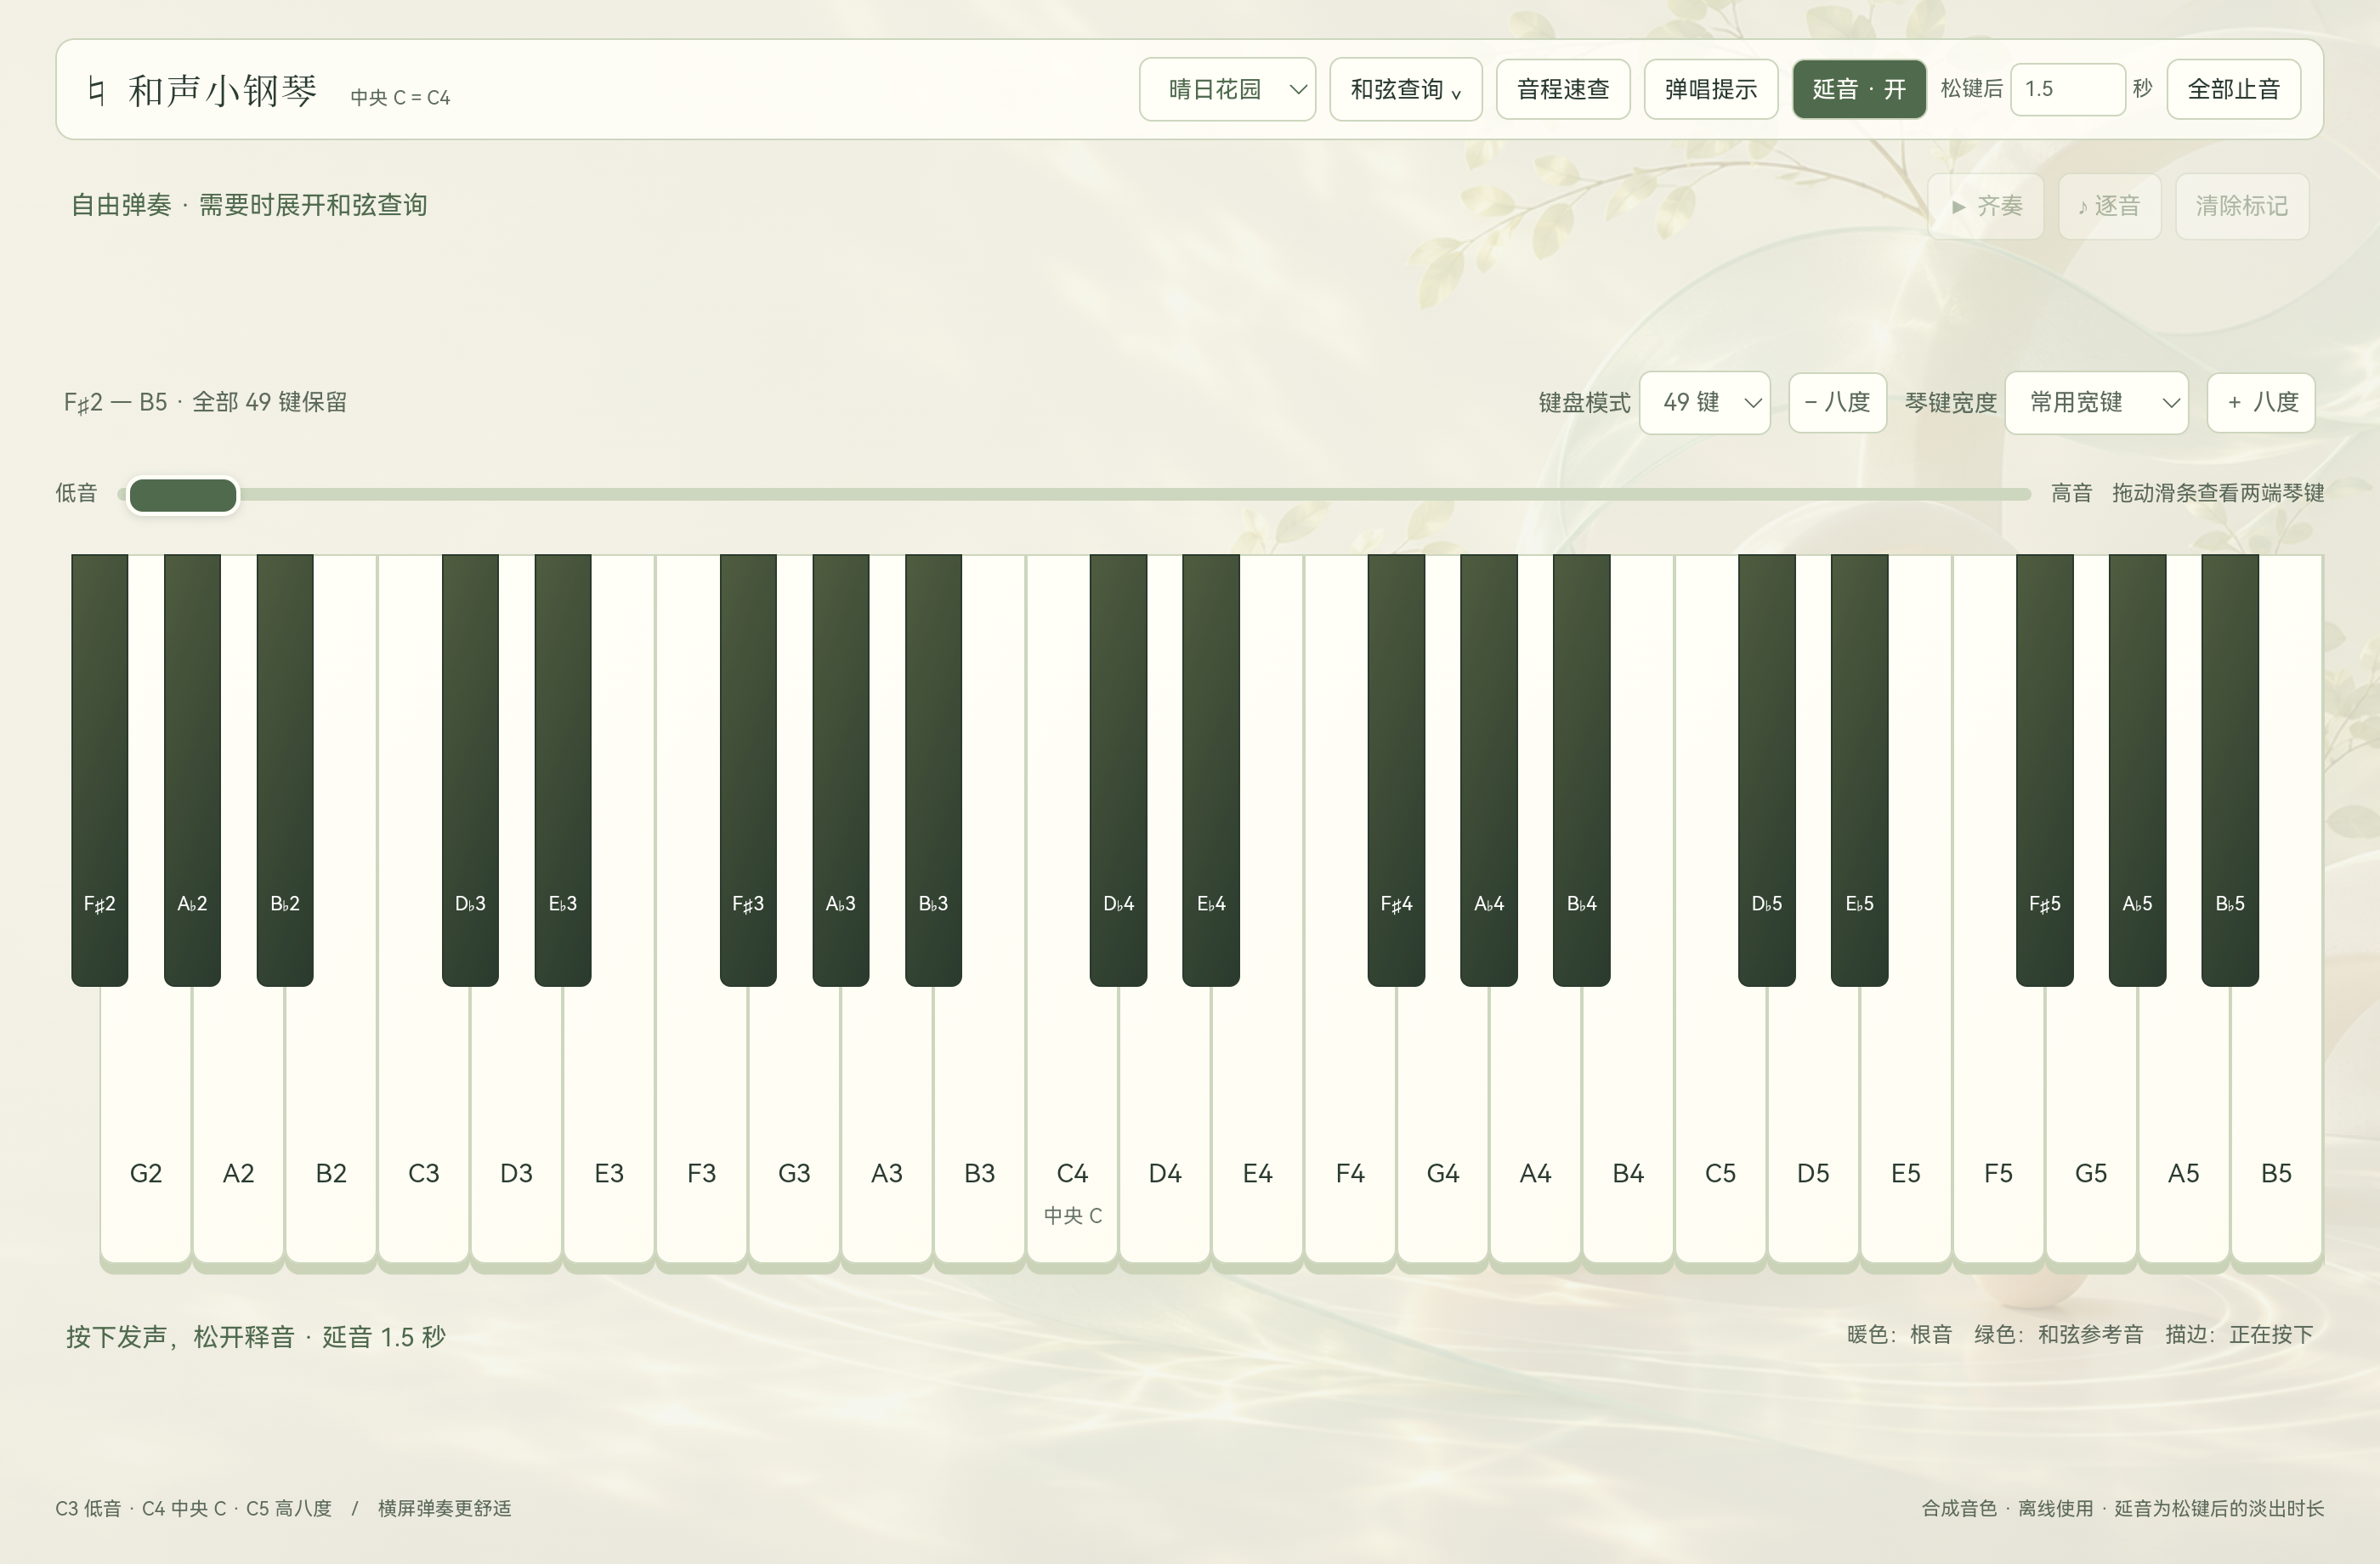 ♮ 和声小钢琴 中央 C = C4 晴日花园 和弦查询 ˅ 音程速查 弹唱提示 延音 · 开 松键后 1.5 秒 全部止音
自由弹奏 · 需要时展开和弦查询 ► 齐奏 ♪ 逐音 清除标记
F♯2 — B5 · 全部 49 键保留 键盘模式 49 键 − 八度 琴键宽度 常用宽键 + 八度
低音 高音 拖动滑条查看两端琴键
F♯2 A♭2 B♭2 D♭3 E♭3 F♯3 A♭3 B♭3 D♭4 E♭4 F♯4 A♭4 B♭4 D♭5 E♭5 F♯5 A♭5 B♭5
G2 A2 B2 C3 D3 E3 F3 G3 A3 B3 C4 D4 E4 F4 G4 A4 B4 C5 D5 E5 F5 G5 A5 B5
中央 C
按下发声，松开释音 · 延音 1.5 秒 暖色：根音 绿色：和弦参考音 描边：正在按下
C3 低音 · C4 中央 C · C5 高八度 / 横屏弹奏更舒适 合成音色 · 离线使用 · 延音为松键后的淡出时长